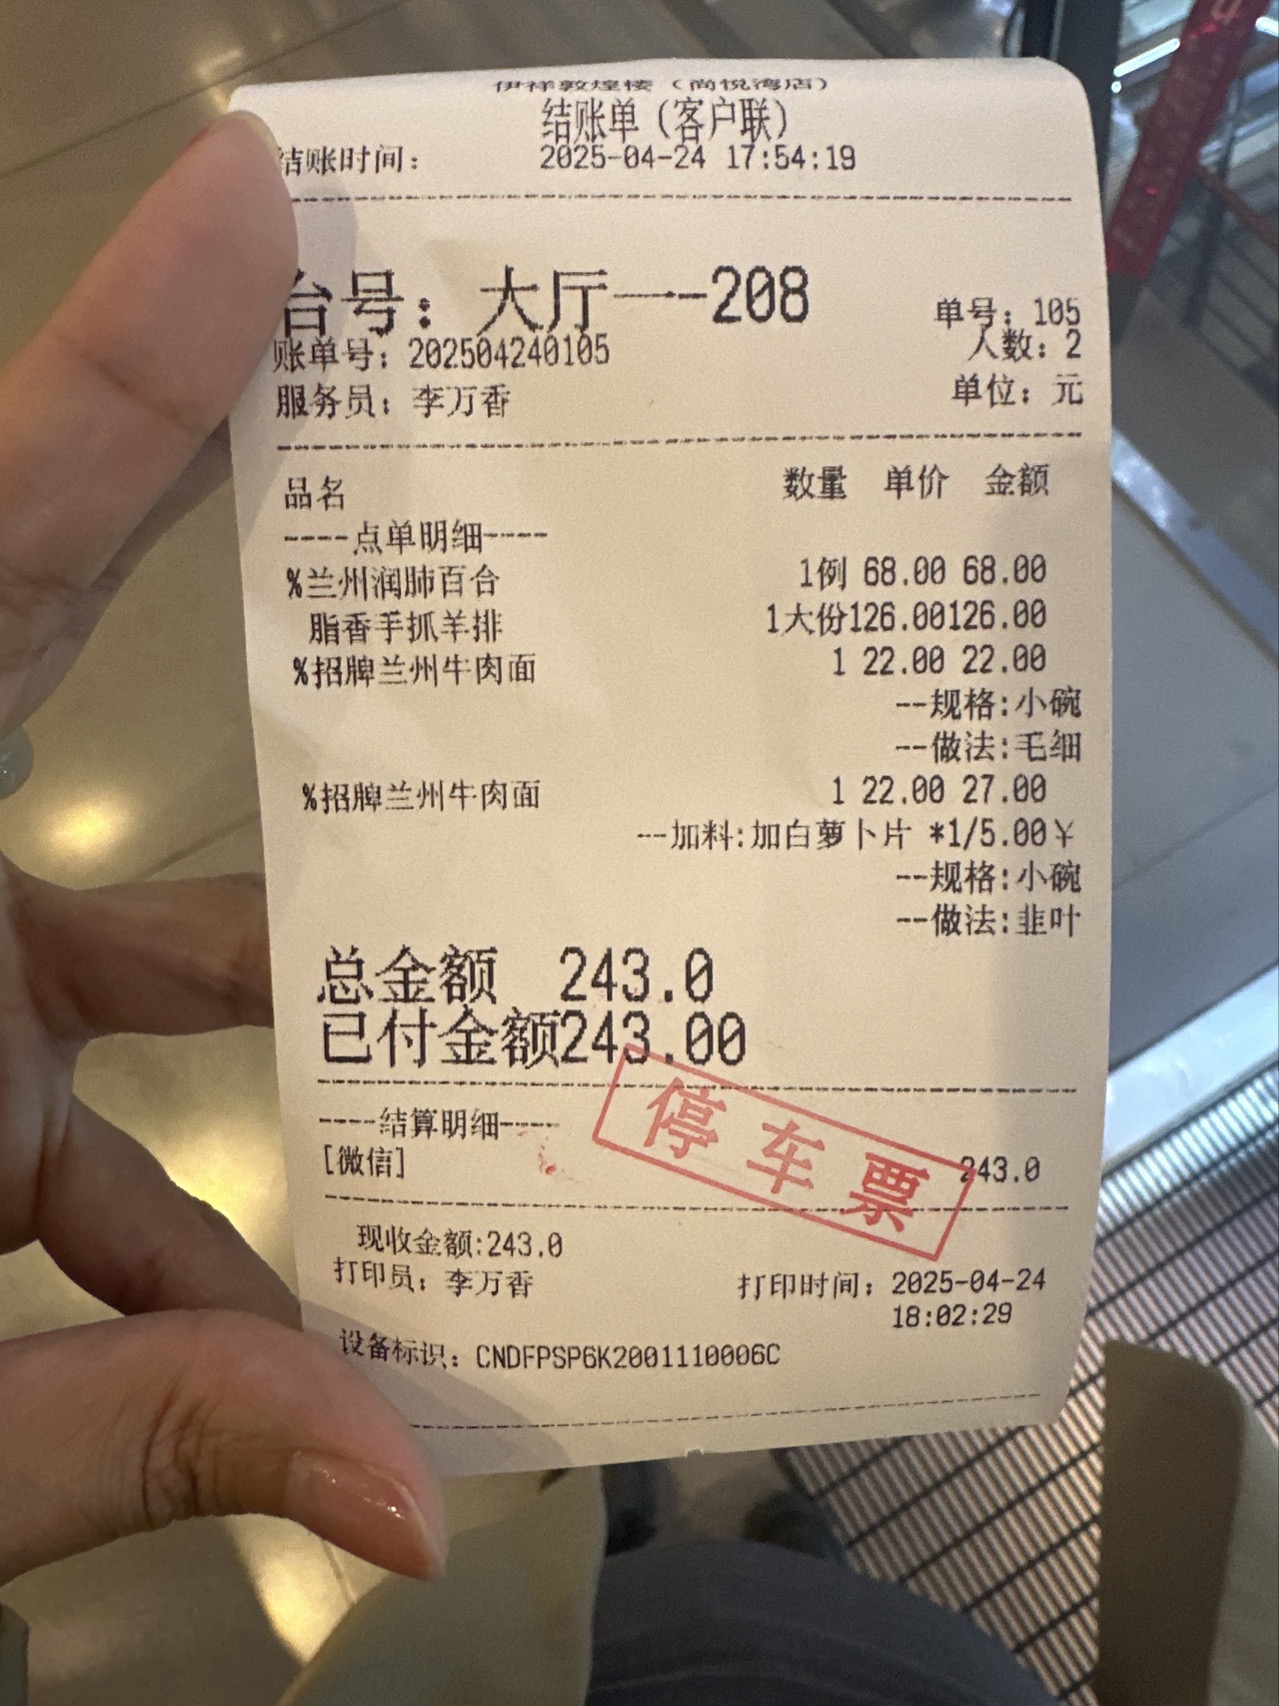 伊祥敦煌楼（尚悦湾店）
结账单（客户联）
结账时间： 2025-04-24 17:54:19
台号：大厅一-208
单号：105
账单号：202504240105
人数：2
服务员：李万香
单位：元
品名 数量 单价 金额
----点单明细----
%兰州润肺百合 1例 68.00 68.00
脂香手抓羊排 1大份126.00126.00
%招牌兰州牛肉面 1 22.00 22.00
--规格:小碗
--做法:毛细
%招牌兰州牛肉面 1 22.00 27.00
--加料:加白萝卜片 *1/5.00￥
--规格:小碗
--做法:韭叶
总金额 243.0
已付金额243.00
----结算明细----
[微信] 243.0
停车票
现收金额:243.0
打印员：李万香 打印时间：2025-04-24
18:02:29
设备标识：CNDFPSP6K2001110006C